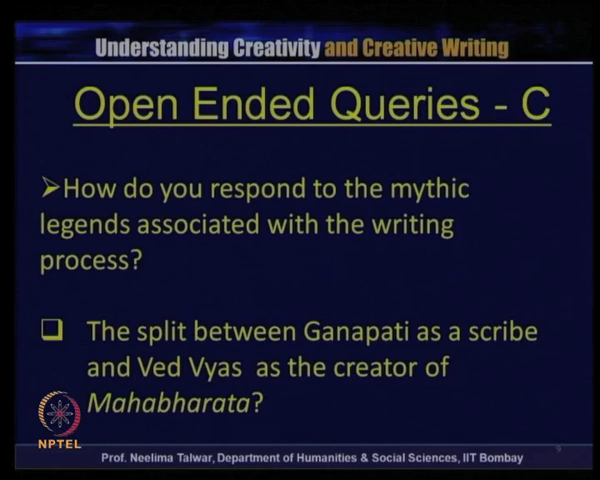 Understanding Creativity and Creative Writing
Open Ended Queries - C
➢How do you respond to the mythic
legends associated with the writing
process?
❑ The split between Ganapati as a scribe
and Ved Vyas as the creator of
Mahabharata?
NPTEL
Prof. Neelima Talwar, Department of Humanities & Social Sciences, IIT Bombay
9